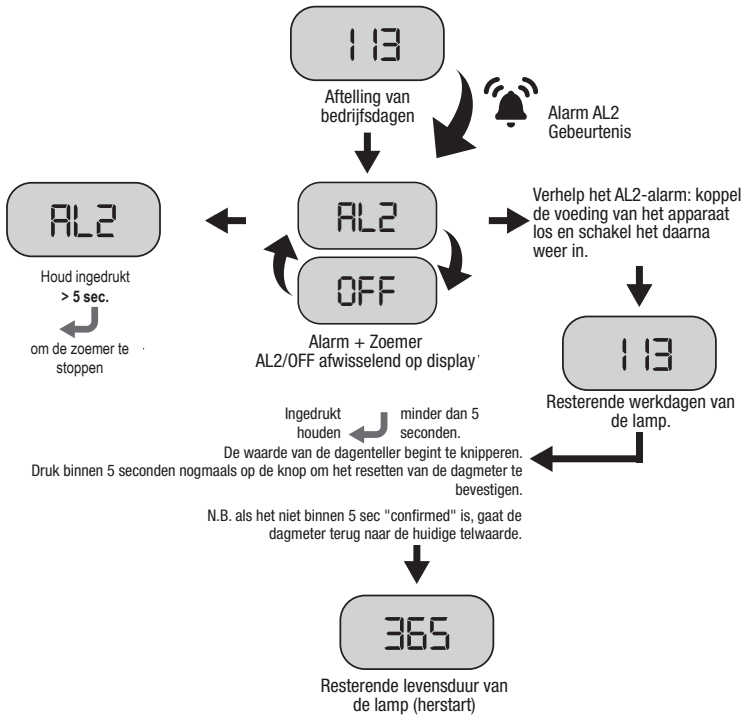 113
Aftelling van
bedrijfsdagen
Alarm AL2
Gebeurtenis
AL2
OFF
Alarm + Zoemer
AL2/OFF afwisselend op display
AL2
Houd ingedrukt
> 5 sec.
om de zoemer te
stoppen
Verhelp het AL2-alarm: koppel
de voeding van het apparaat
los en schakel het daarna
weer in.
113
Resterende werkdagen van
de lamp.
Ingedrukt minder dan 5
houden seconden.
De waarde van de dagenteller begint te knipperen.
Druk binnen 5 seconden nogmaals op de knop om het resetten van de dagmeter te
bevestigen.
N.B. als het niet binnen 5 sec "confirmed" is, gaat de
dagmeter terug naar de huidige telwaarde.
365
Resterende levensduur van
de lamp (herstart)